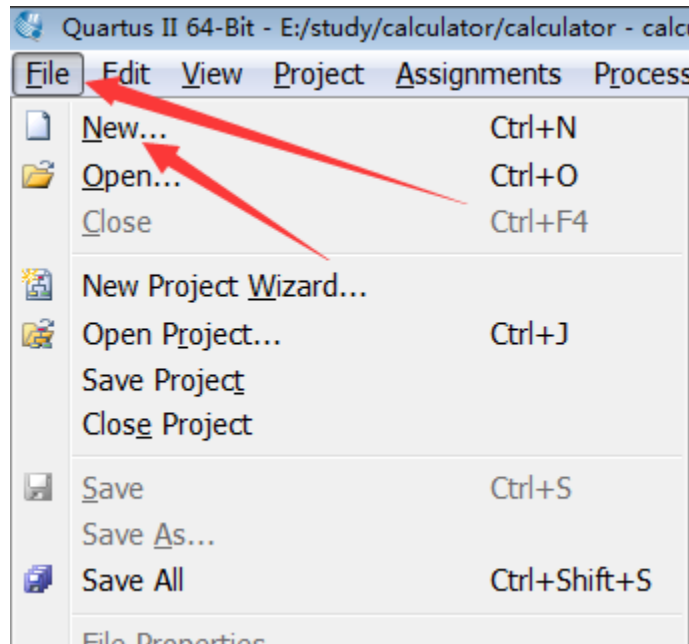 Quartus II 64-Bit - E:/study/calculator/calculator - calc
File Edit View Project Assignments Process
New... Ctrl+N
Open... Ctrl+O
Close Ctrl+F4
New Project Wizard...
Open Project... Ctrl+J
Save Project
Close Project
Save Ctrl+S
Save As...
Save All Ctrl+Shift+S
File Properties